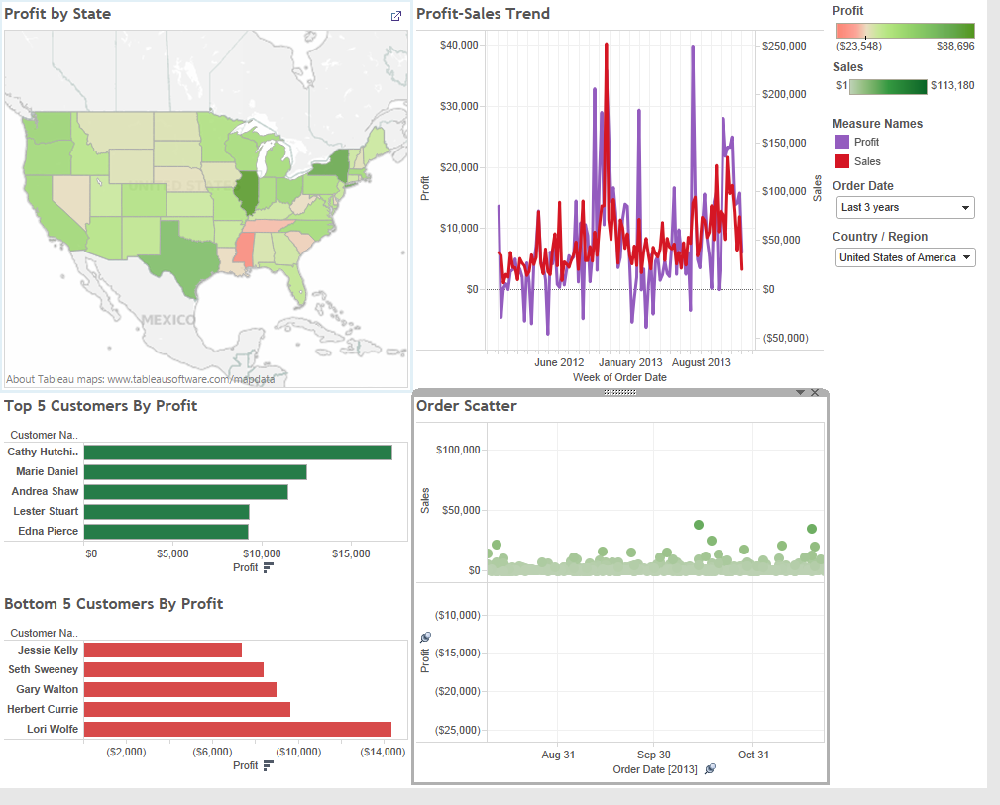 Profit by State
UNITED STATES
MEXICO
About Tableau maps: www.tableausoftware.com/mapdata
Profit-Sales Trend
$40,000
$30,000
$20,000
$10,000
$0
Profit
$250,000
$200,000
$150,000
$100,000
$50,000
$0
($50,000)
Sales
June 2012 January 2013 August 2013
Week of Order Date
Profit
($23,548) $88,696
Sales
$1 $113,180
Measure Names
Profit
Sales
Order Date
Last 3 years
Country / Region
United States of America
Top 5 Customers By Profit
Customer Na..
Cathy Hutchi..
Marie Daniel
Andrea Shaw
Lester Stuart
Edna Pierce
$0 $5,000 $10,000 $15,000
Profit
Bottom 5 Customers By Profit
Customer Na..
Jessie Kelly
Seth Sweeney
Gary Walton
Herbert Currie
Lori Wolfe
($2,000) ($6,000) ($10,000) ($14,000)
Profit
Order Scatter
$100,000
$50,000
$0
Sales
($10,000)
($15,000)
($20,000)
($25,000)
Profit
Aug 31 Sep 30 Oct 31
Order Date [2013]